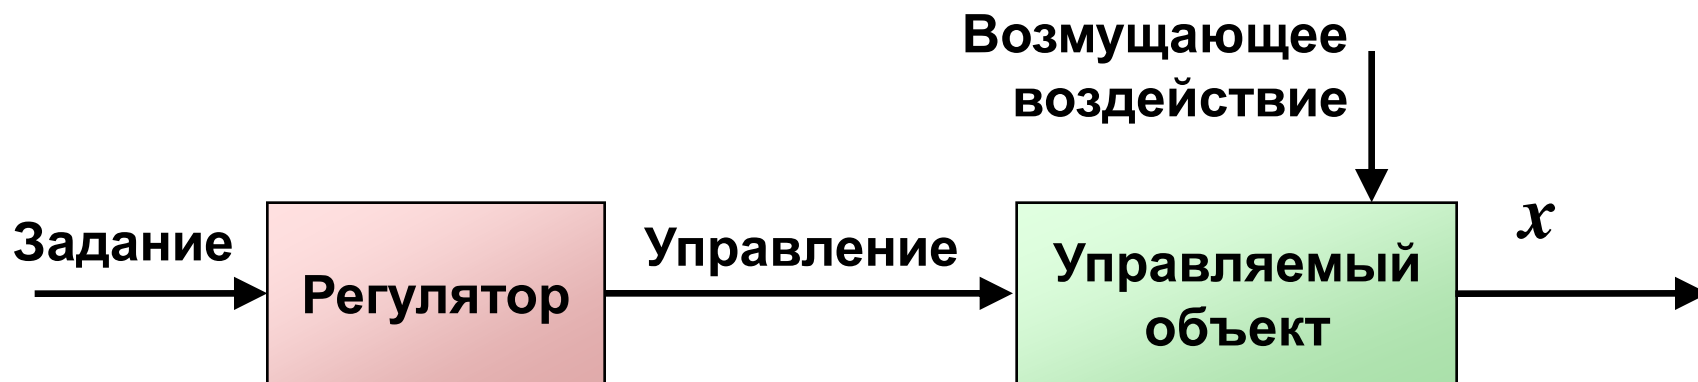 Возмущающее
воздействие
Задание
Регулятор
Управление
Управляемый
объект
x